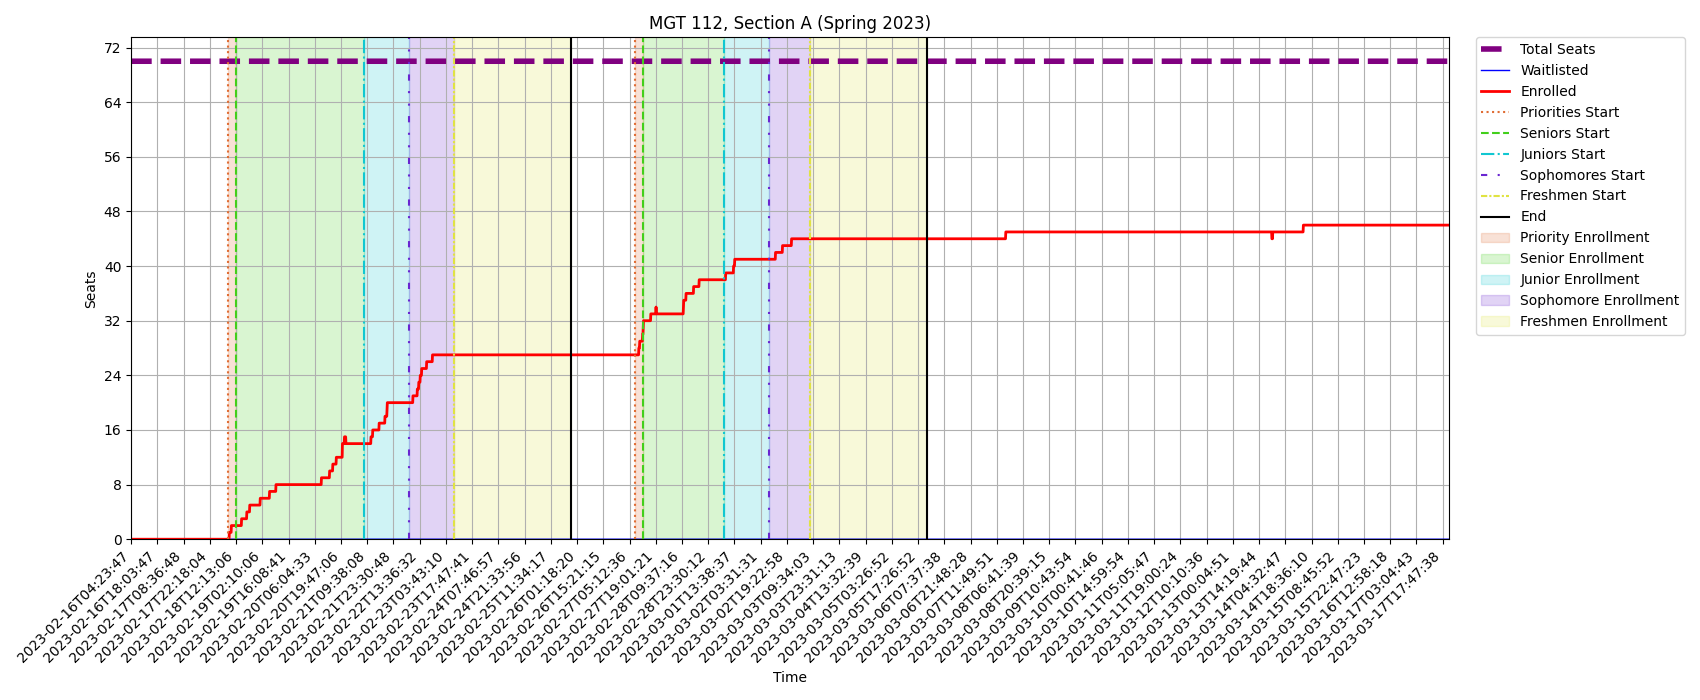 MGT 112, Section A (Spring 2023)
Total Seats
Waitlisted
Enrolled
Priorities Start
Seniors Start
Juniors Start
Sophomores Start
Freshmen Start
End
Priority Enrollment
Senior Enrollment
Junior Enrollment
Sophomore Enrollment
Freshmen Enrollment
Seats
72
64
56
48
40
32
24
16
8
0
2023-02-16T04:23:47
2023-02-16T18:03:47
2023-02-17T08:36:48
2023-02-17T22:18:04
2023-02-18T12:13:06
2023-02-19T02:10:06
2023-02-19T16:08:41
2023-02-20T06:04:33
2023-02-20T19:47:06
2023-02-21T09:38:08
2023-02-21T23:30:48
2023-02-22T13:36:32
2023-02-23T03:43:10
2023-02-23T17:47:41
2023-02-24T07:46:57
2023-02-24T21:33:56
2023-02-25T11:34:17
2023-02-26T01:18:20
2023-02-26T15:21:15
2023-02-27T05:12:36
2023-02-27T19:01:21
2023-02-28T09:37:16
2023-02-28T23:30:12
2023-03-01T13:38:37
2023-03-02T03:31:31
2023-03-02T19:22:58
2023-03-03T09:34:03
2023-03-03T23:31:13
2023-03-04T13:32:39
2023-03-05T03:26:52
2023-03-05T17:26:52
2023-03-06T07:37:38
2023-03-06T21:48:28
2023-03-07T11:49:51
2023-03-08T06:41:39
2023-03-08T20:39:15
2023-03-09T10:43:54
2023-03-10T00:41:46
2023-03-10T14:59:54
2023-03-11T05:05:47
2023-03-11T19:00:24
2023-03-12T10:10:36
2023-03-13T00:04:51
2023-03-13T14:19:44
2023-03-14T04:32:47
2023-03-14T18:36:10
2023-03-15T08:45:52
2023-03-15T22:47:23
2023-03-16T12:58:18
2023-03-17T03:04:43
2023-03-17T17:47:38
Time